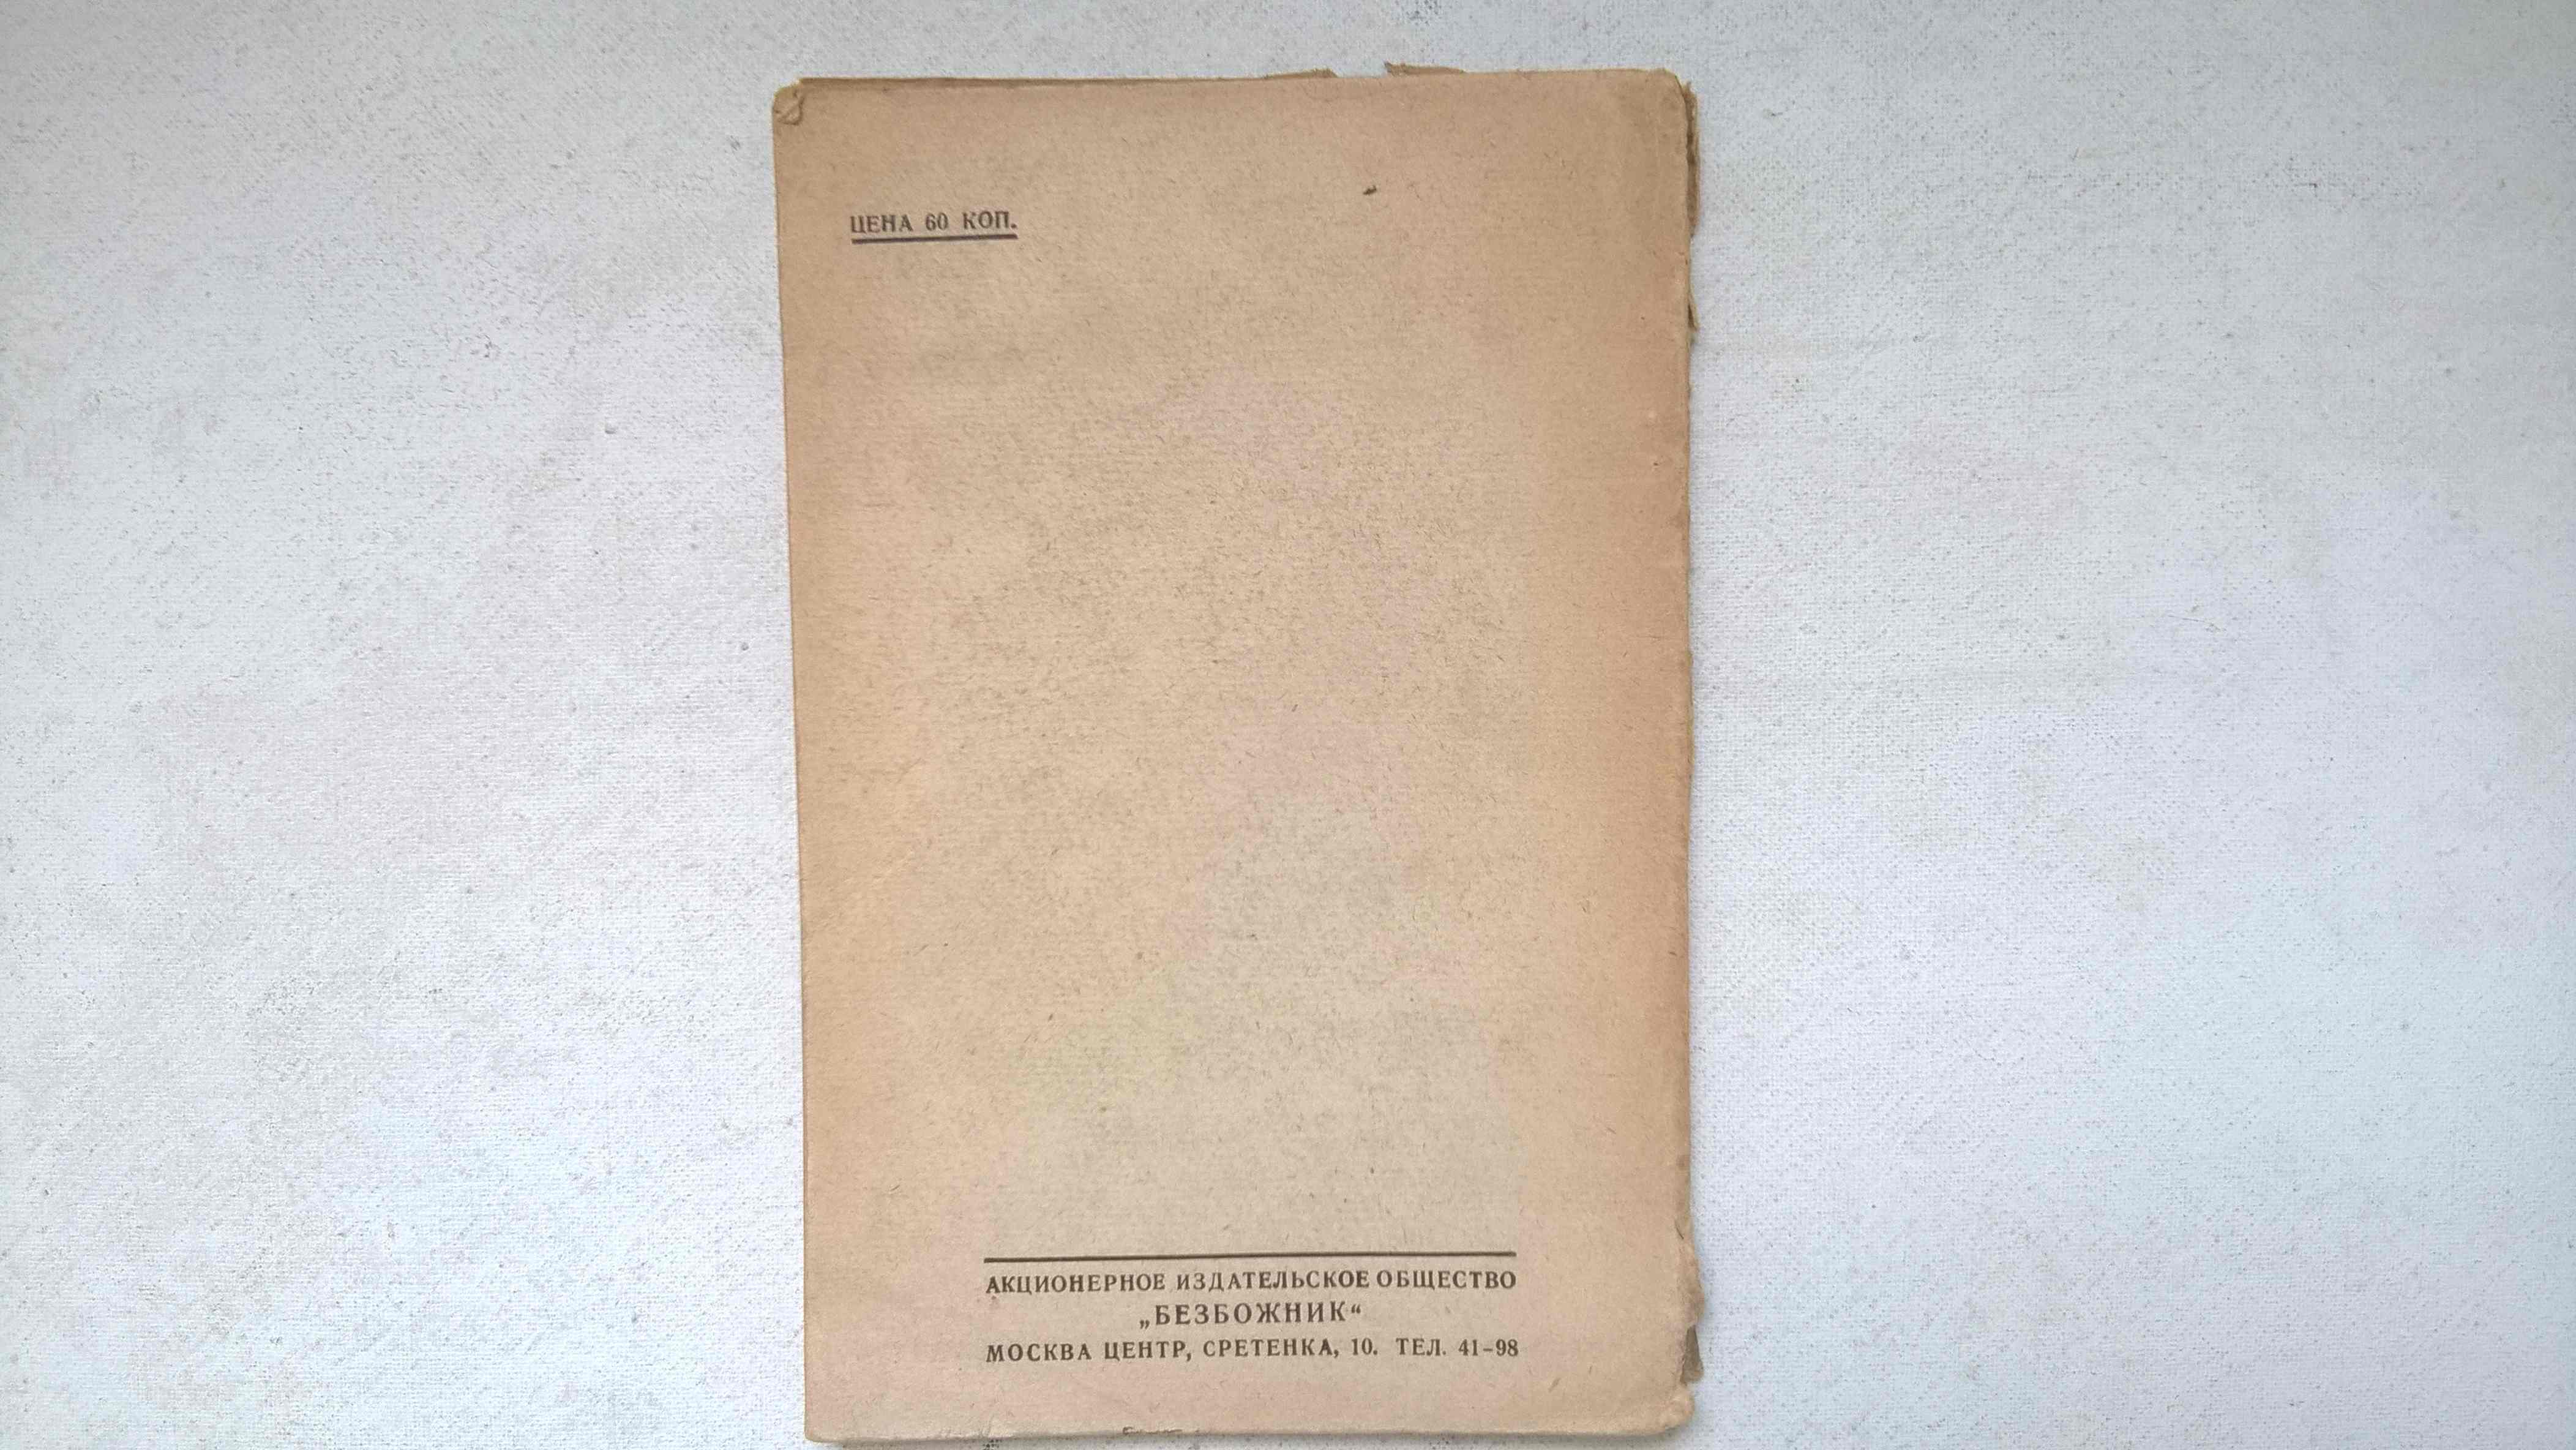 ЦЕНА 60 КОП.
АКЦИОНЕРНОЕ ИЗДАТЕЛЬСКОЕ ОБЩЕСТВО
„БЕЗБОЖНИК“
МОСКВА ЦЕНТР, СРЕТЕНКА, 10. ТЕЛ. 41-98